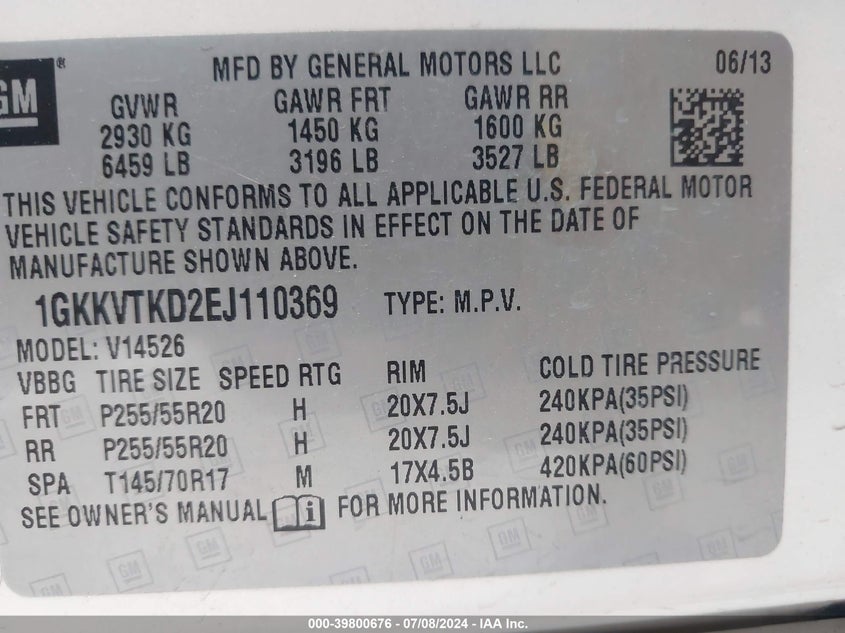 GM®
MFD BY GENERAL MOTORS LLC 06/13
GVWR GAWR FRT GAWR RR
2930 KG 1450 KG 1600 KG
6459 LB 3196 LB 3527 LB
THIS VEHICLE CONFORMS TO ALL APPLICABLE U.S. FEDERAL MOTOR
VEHICLE SAFETY STANDARDS IN EFFECT ON THE DATE OF
MANUFACTURE SHOWN ABOVE.
1GKKVTKD2EJ110369 TYPE: M.P.V.
MODEL: V14526
VBBG TIRE SIZE SPEED RTG RIM COLD TIRE PRESSURE
FRT P255/55R20 H 20X7.5J 240KPA(35PSI)
RR P255/55R20 H 20X7.5J 240KPA(35PSI)
SPA T145/70R17 M 17X4.5B 420KPA(60PSI)
SEE OWNER'S MANUAL i FOR MORE INFORMATION.
000-39800676 - 07/08/2024 - IAA Inc.